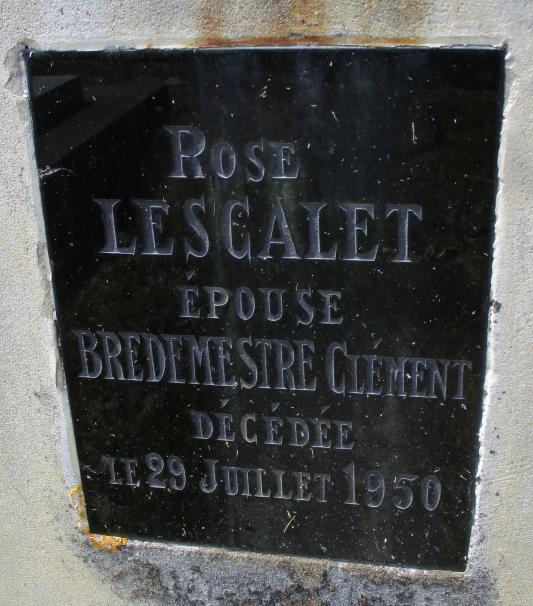 ROSE
LESCALET
ÉPOUSE
BREDEMESTRE CLÉMENT
DÉCÉDÉE
LE 29 JUILLET 1950